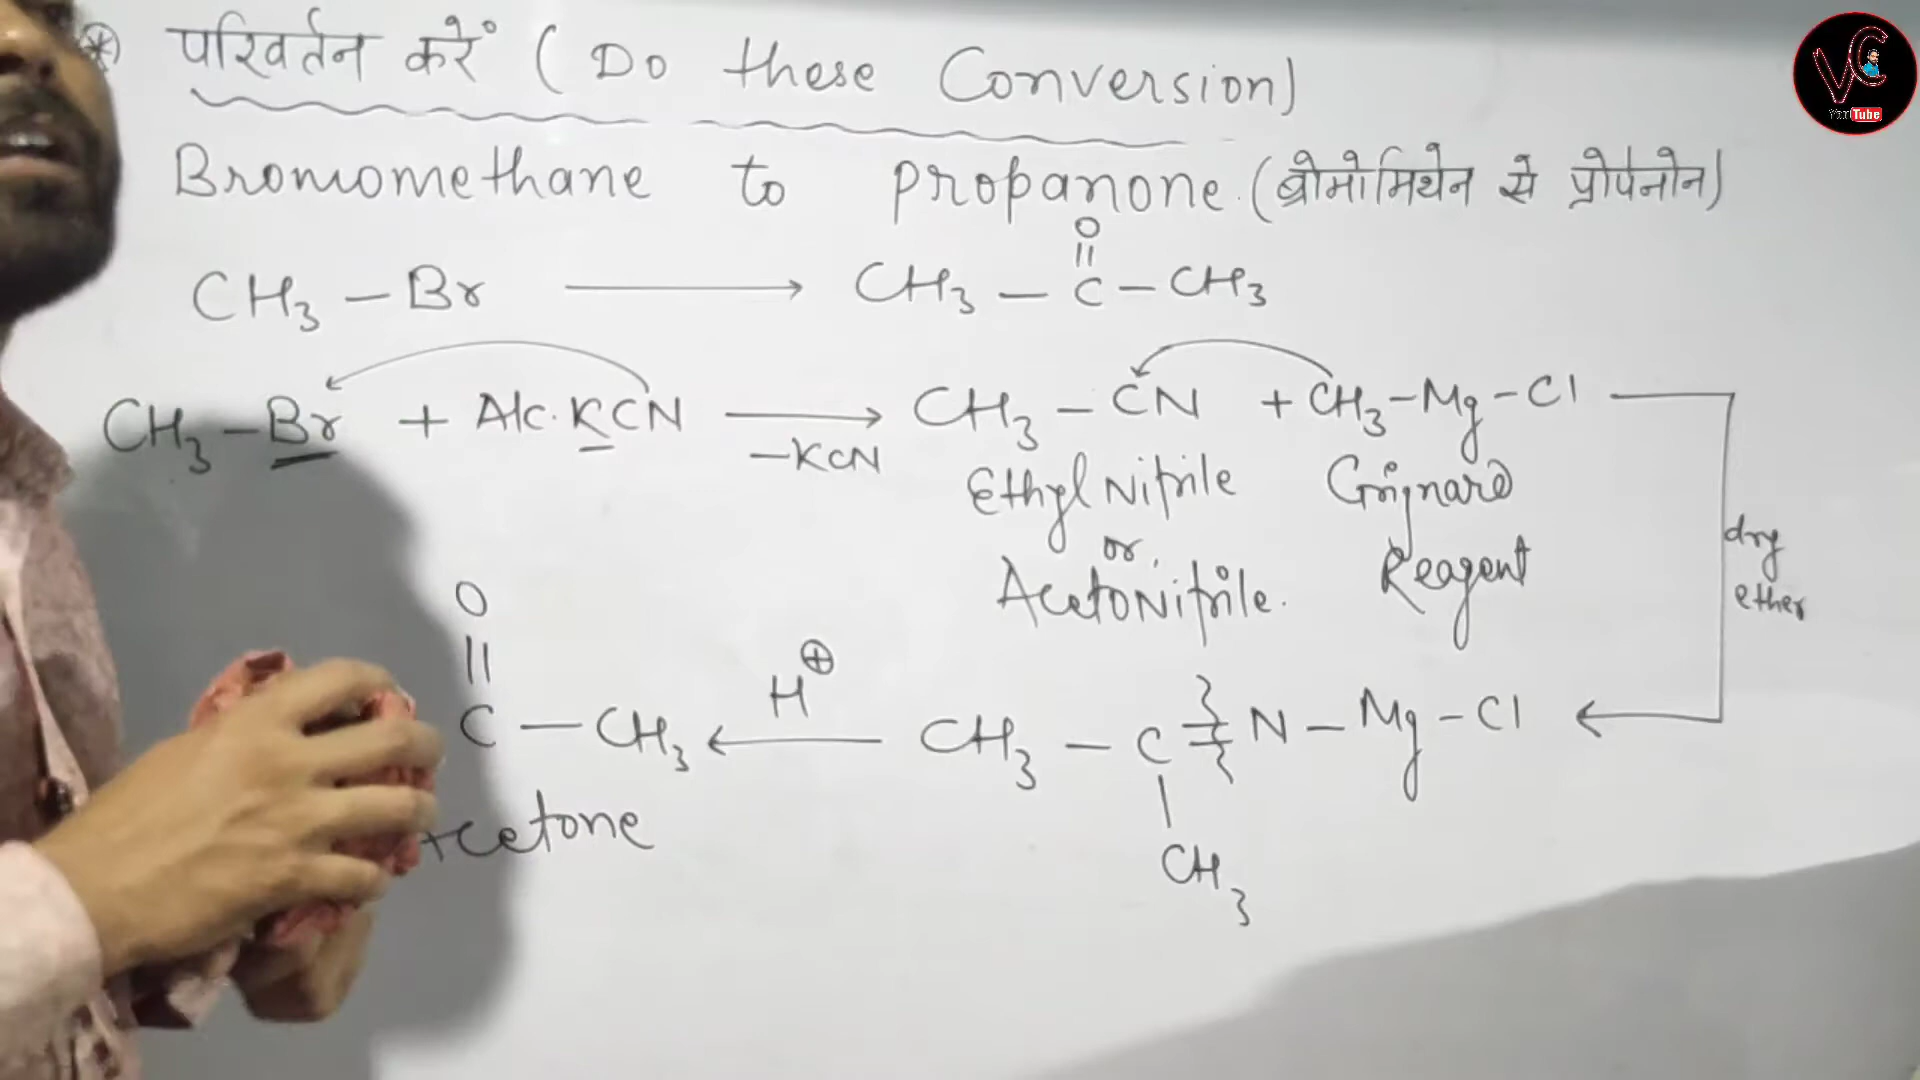 परिवर्तन करें ( Do these Conversion)
Bromomethane to propanone. (ब्रोमोमिथेन से प्रोपेनोन)
O
||
CH₃ – Br → CH₃ – C – CH₃
CH₃ – Br + Alc. KCN → CH₃ – CN + CH₃ – Mg – Cl
–KCN
Ethyl Nitrile Grignard
or, Reagent
AcetoNitrile.
dry
ether
O
||
C – CH₃ ← CH₃ – C = N – Mg – Cl ←
H⊕
|
CH₃
cetone
VC
YouTube